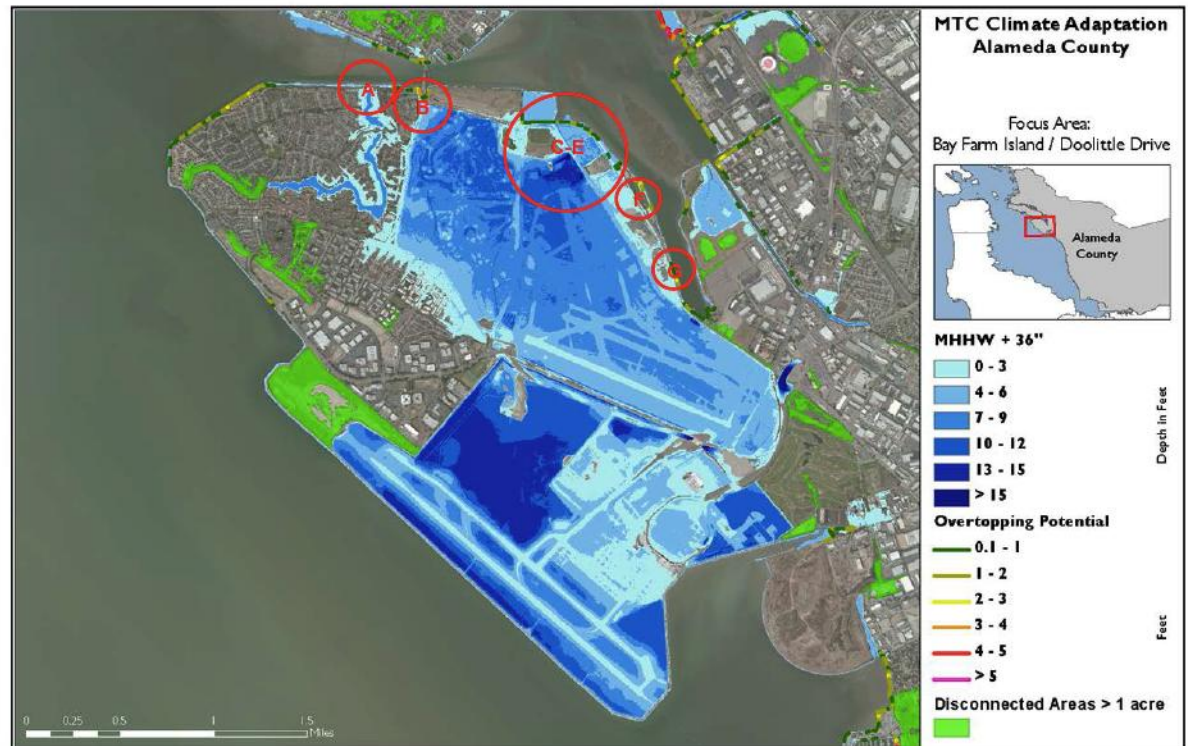 MTC Climate Adaptation
Alameda County
Focus Area:
Bay Farm Island / Doolittle Drive
Alameda
County
MHHW + 36"
0 - 3
4 - 6
7 - 9
10 - 12
13 - 15
> 15
Depth in Feet
Overtopping Potential
0.1 - 1
1 - 2
2 - 3
3 - 4
4 - 5
> 5
Feet
Disconnected Areas > 1 acre
A
B
C-E
F
G
0 0.25 0.5 1 1.5
Miles